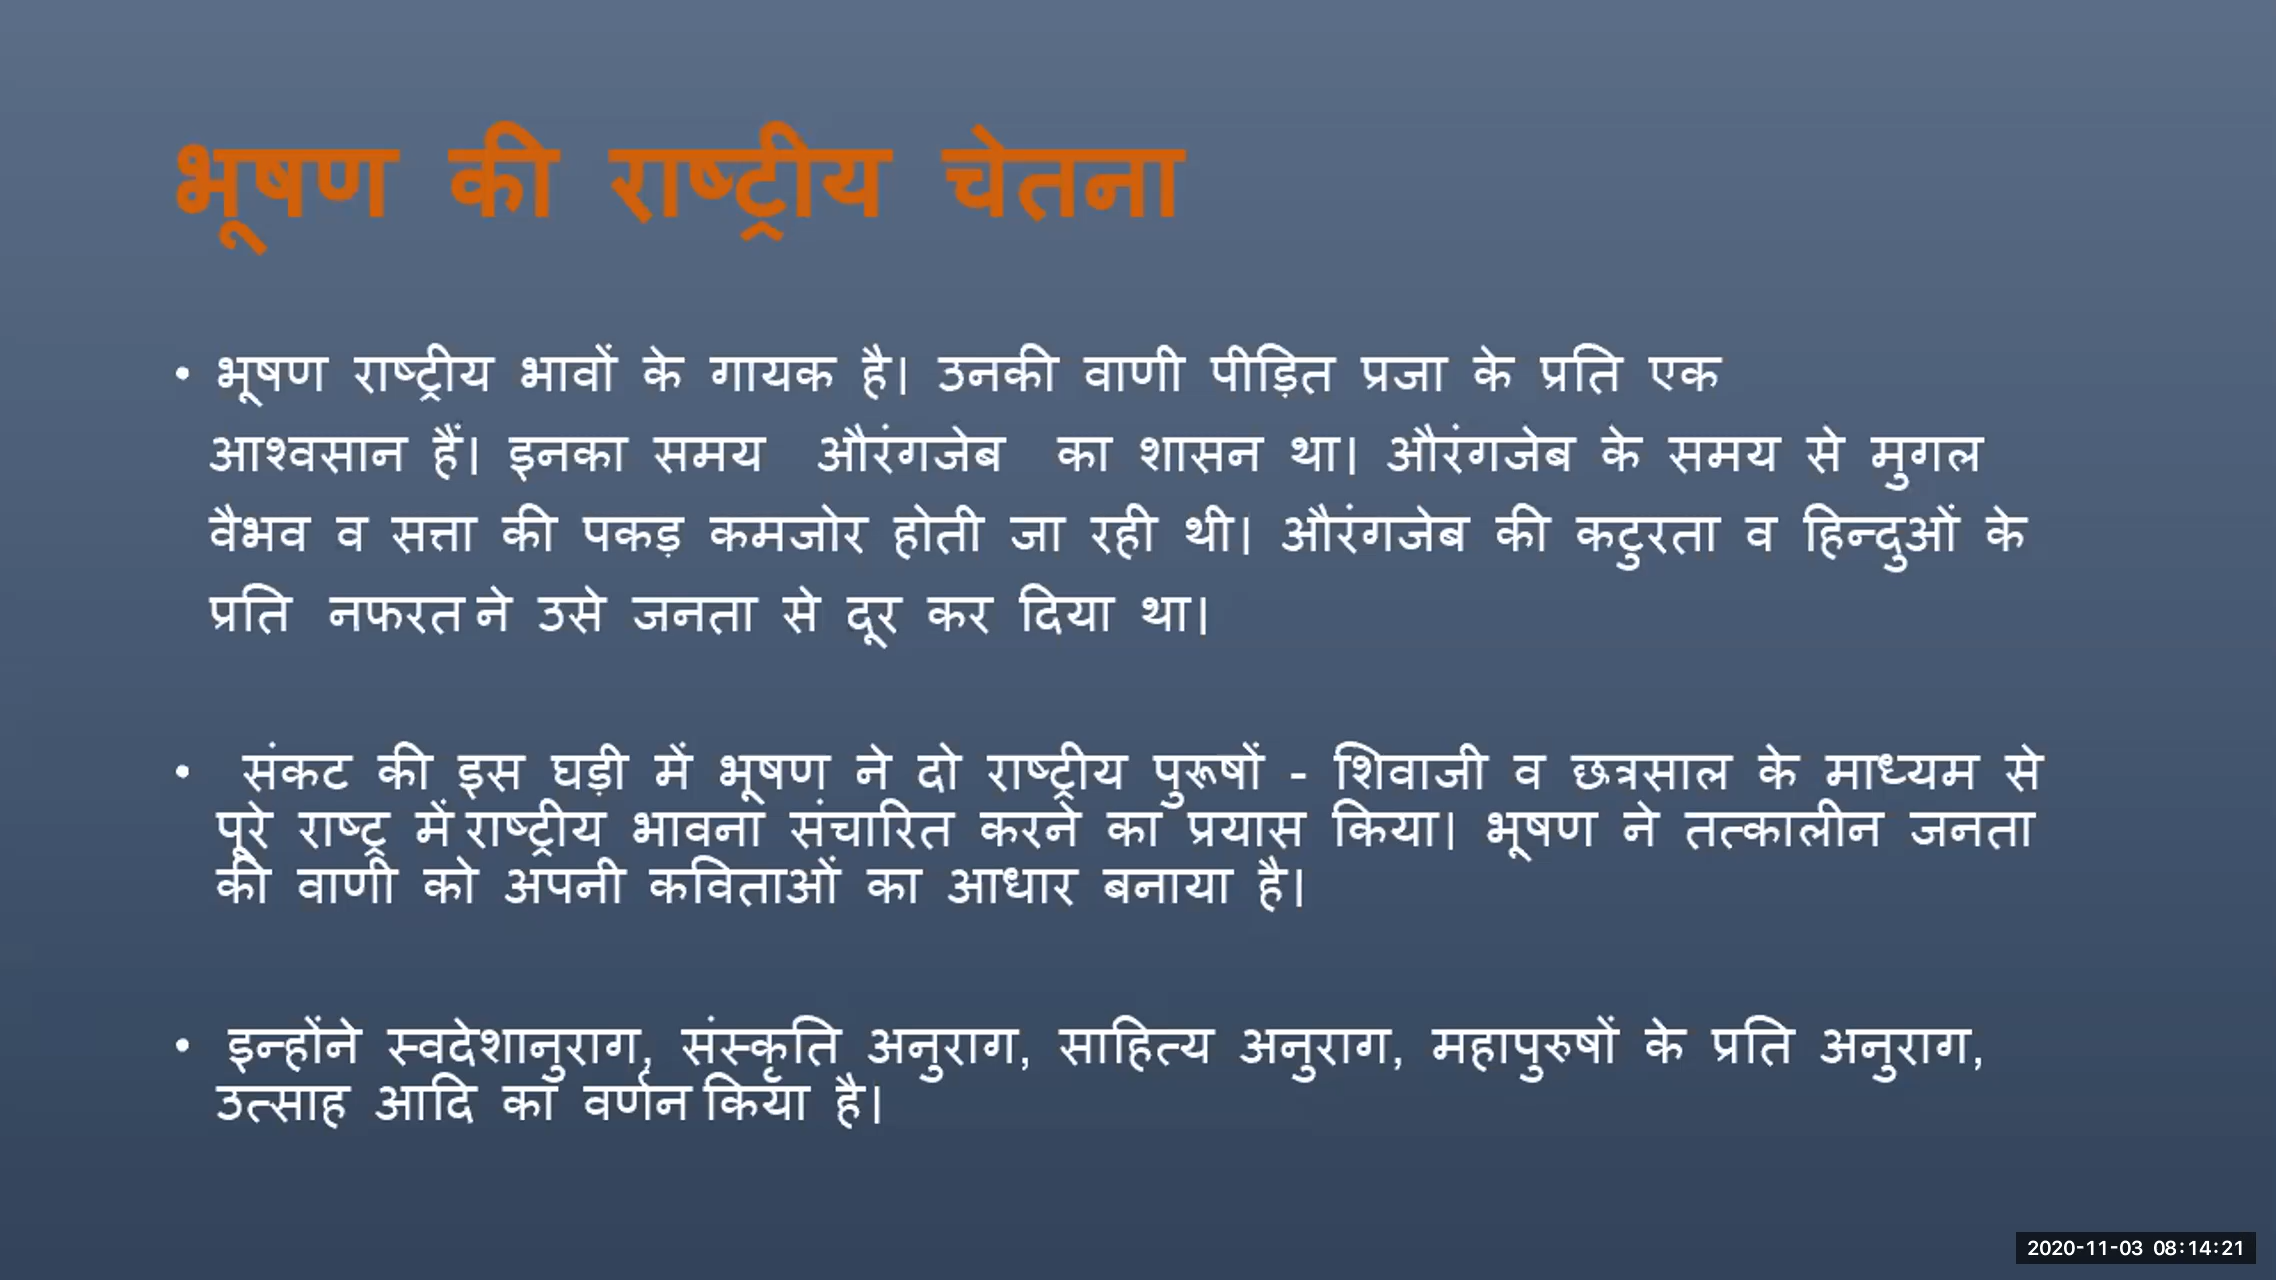 भूषण की राष्ट्रीय चेतना
• भूषण राष्ट्रीय भावों के गायक है। उनकी वाणी पीड़ित प्रजा के प्रति एक
आश्वसान हैं। इनका समय औरंगजेब का शासन था। औरंगजेब के समय से मुगल
वैभव व सत्ता की पकड़ कमजोर होती जा रही थी। औरंगजेब की कटुरता व हिन्दुओं के
प्रति नफरत ने उसे जनता से दूर कर दिया था।
• संकट की इस घड़ी में भूषण ने दो राष्ट्रीय पुरूषों - शिवाजी व छत्रसाल के माध्यम से
पूरे राष्ट्र में राष्ट्रीय भावना संचारित करने का प्रयास किया। भूषण ने तत्कालीन जनता
की वाणी को अपनी कविताओं का आधार बनाया है।
• इन्होंने स्वदेशानुराग, संस्कृति अनुराग, साहित्य अनुराग, महापुरुषों के प्रति अनुराग,
उत्साह आदि का वर्णन किया है।
2020-11-03 08:14:21